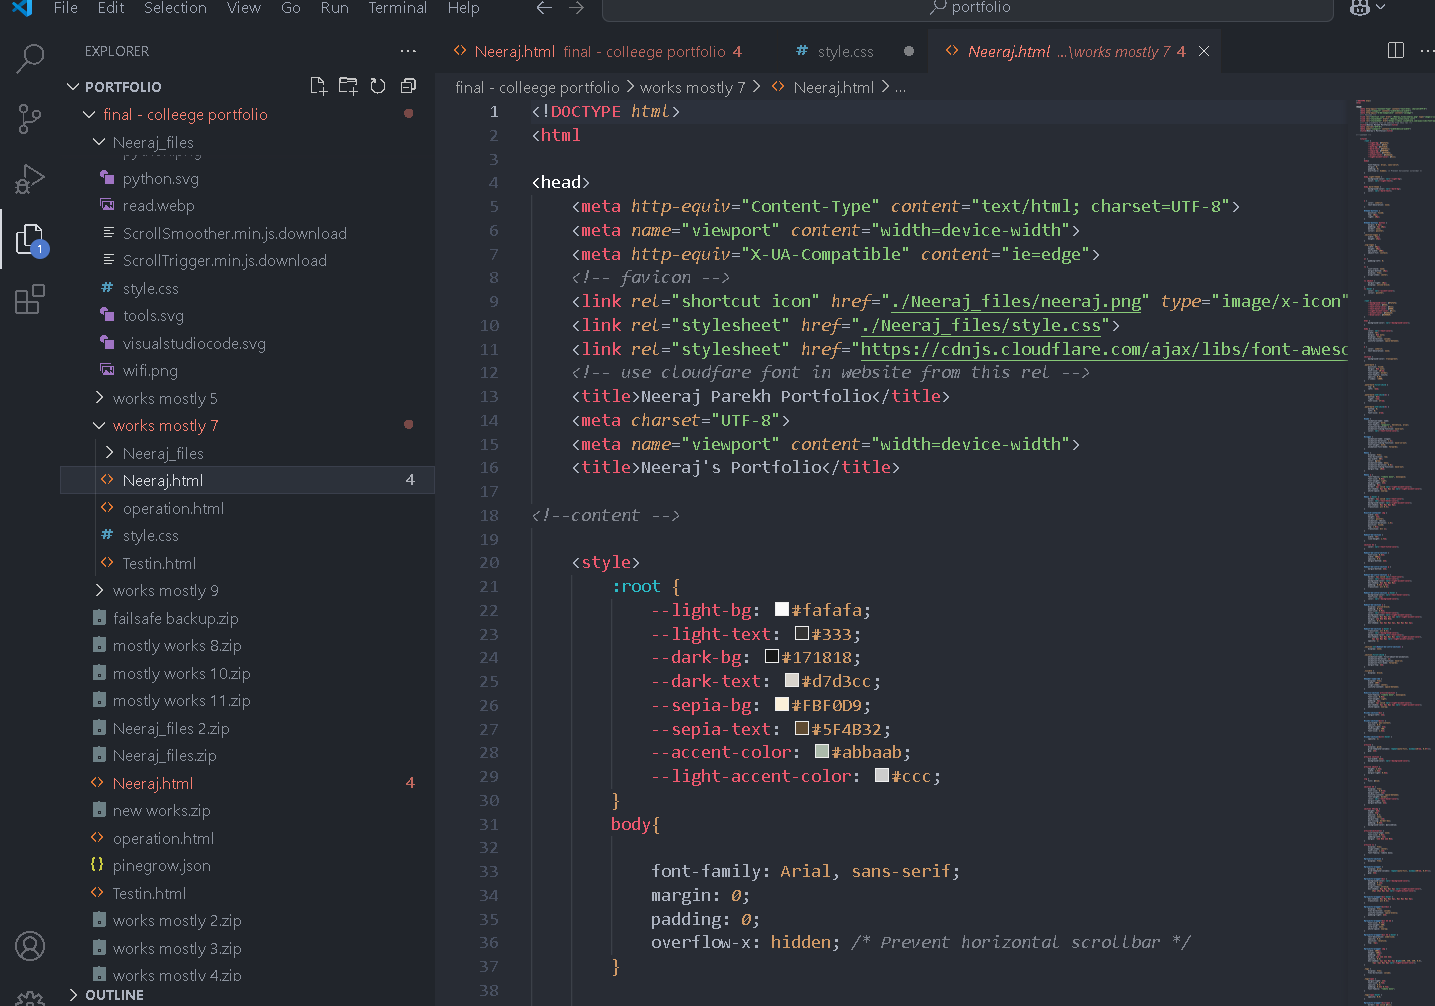 File Edit Selection View Go Run Terminal Help
portfolio
EXPLORER
Neeraj.html final - colleege portfolio 4
style.css
Neeraj.html ...\works mostly 7 4
PORTFOLIO
final - colleege portfolio > works mostly 7 > Neeraj.html > ...
final - colleege portfolio
Neeraj_files
python.svg
read.webp
ScrollSmoother.min.js.download
ScrollTrigger.min.js.download
style.css
tools.svg
visualstudiocode.svg
wifi.png
works mostly 5
works mostly 7
Neeraj_files
Neeraj.html 4
operation.html
style.css
Testin.html
works mostly 9
failsafe backup.zip
mostly works 8.zip
mostly works 10.zip
mostly works 11.zip
Neeraj_files 2.zip
Neeraj_files.zip
Neeraj.html 4
new works.zip
operation.html
pinegrow.json
Testin.html
works mostly 2.zip
works mostly 3.zip
works mostly 4.zip
OUTLINE
1
1 <!DOCTYPE html>
2 <html
3
4 <head>
5 <meta http-equiv="Content-Type" content="text/html; charset=UTF-8">
6 <meta name="viewport" content="width=device-width">
7 <meta http-equiv="X-UA-Compatible" content="ie=edge">
8 <!-- favicon -->
9 <link rel="shortcut icon" href="./Neeraj_files/neeraj.png" type="image/x-icon"
10 <link rel="stylesheet" href="./Neeraj_files/style.css">
11 <link rel="stylesheet" href="https://cdnjs.cloudflare.com/ajax/libs/font-awesc
12 <!-- use cloudfare font in website from this rel -->
13 <title>Neeraj Parekh Portfolio</title>
14 <meta charset="UTF-8">
15 <meta name="viewport" content="width=device-width">
16 <title>Neeraj's Portfolio</title>
17
18 <!--content -->
19
20 <style>
21 :root {
22 --light-bg: #fafafa;
23 --light-text: #333;
24 --dark-bg: #171818;
25 --dark-text: #d7d3cc;
26 --sepia-bg: #FBF0D9;
27 --sepia-text: #5F4B32;
28 --accent-color: #abbaab;
29 --light-accent-color: #ccc;
30 }
31 body{
32
33 font-family: Arial, sans-serif;
34 margin: 0;
35 padding: 0;
36 overflow-x: hidden; /* Prevent horizontal scrollbar */
37 }
38